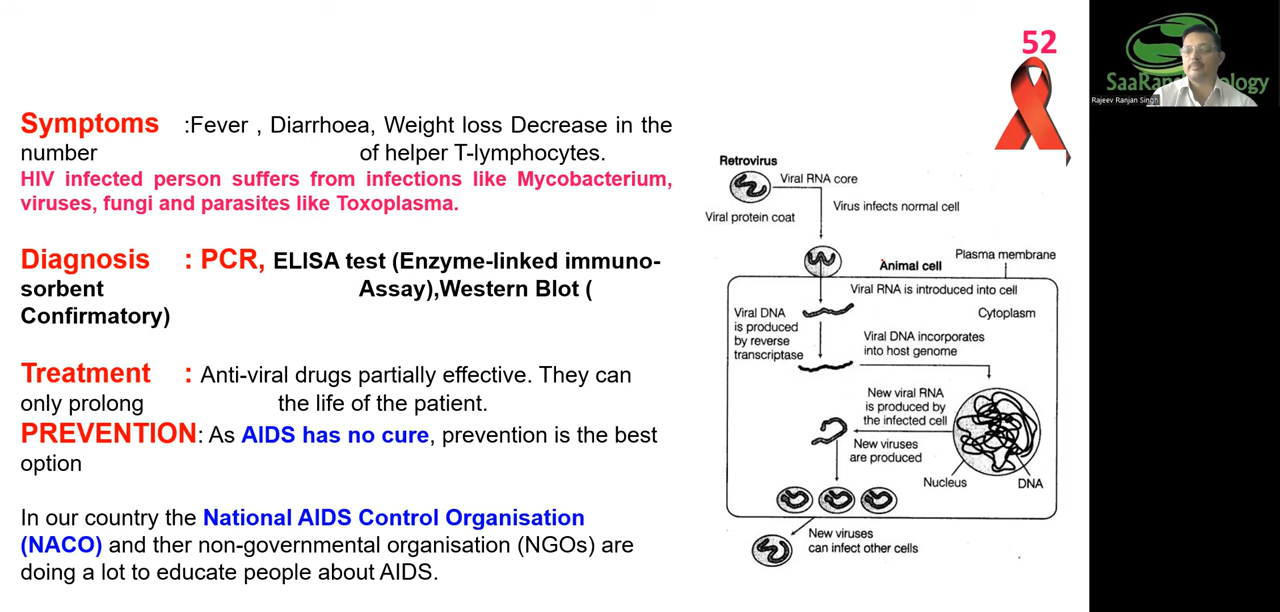 52
Symptoms :Fever , Diarrhoea, Weight loss Decrease in the
number of helper T-lymphocytes.
HIV infected person suffers from infections like Mycobacterium,
viruses, fungi and parasites like Toxoplasma.
Diagnosis : PCR, ELISA test (Enzyme-linked immuno-
sorbent Assay),Western Blot (
Confirmatory)
Treatment : Anti-viral drugs partially effective. They can
only prolong the life of the patient.
PREVENTION: As AIDS has no cure, prevention is the best
option
In our country the National AIDS Control Organisation
(NACO) and ther non-governmental organisation (NGOs) are
doing a lot to educate people about AIDS.
Retrovirus
Viral RNA core
Viral protein coat
Virus infects normal cell
Animal cell
Plasma membrane
Viral RNA is introduced into cell
Cytoplasm
Viral DNA
is produced
by reverse
transcriptase
Viral DNA incorporates
into host genome
New viral RNA
is produced by
the infected cell
New viruses
are produced
Nucleus
DNA
New viruses
can infect other cells
Rajeev Ranjan Singh